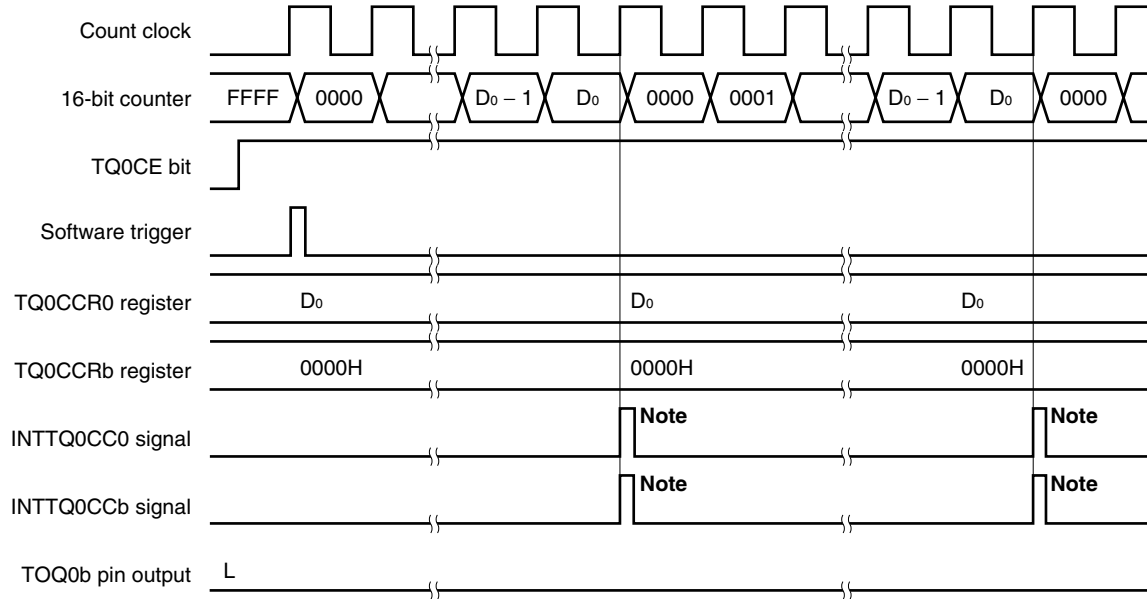 Count clock
16-bit counter FFFF 0000 D₀ − 1 D₀ 0000 0001 D₀ − 1 D₀ 0000
TQ0CE bit
Software trigger
TQ0CCR0 register D₀ D₀ D₀
TQ0CCRb register 0000H 0000H 0000H
INTTQ0CC0 signal Note Note
INTTQ0CCb signal Note Note
TOQ0b pin output L